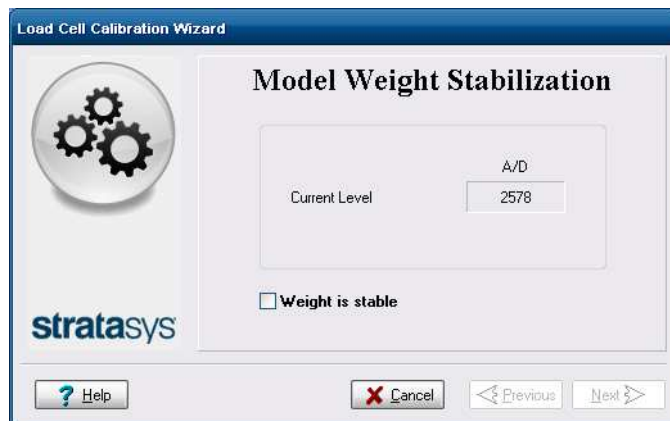 Load Cell Calibration Wizard
Model Weight Stabilization
A/D
Current Level 2578
Weight is stable
stratasys
? Help
Cancel
Previous
Next